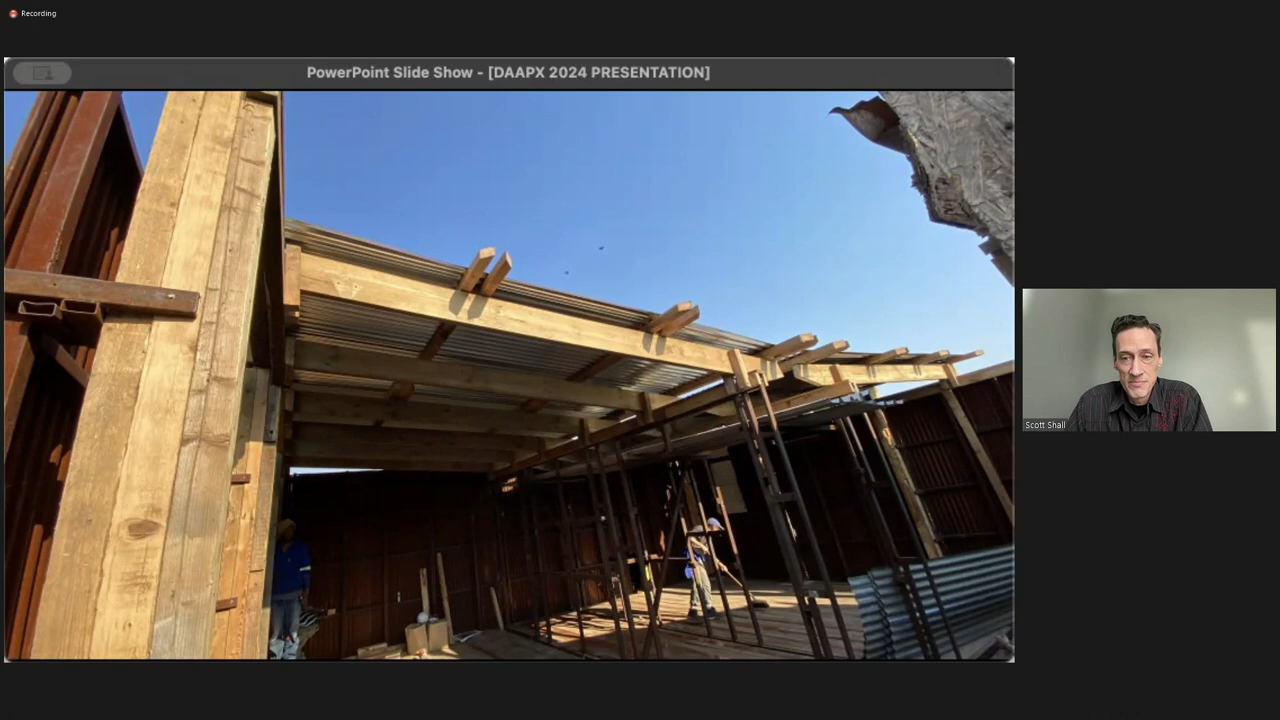 Recording
PowerPoint Slide Show - [DAAPX 2024 PRESENTATION]
Scott Shall